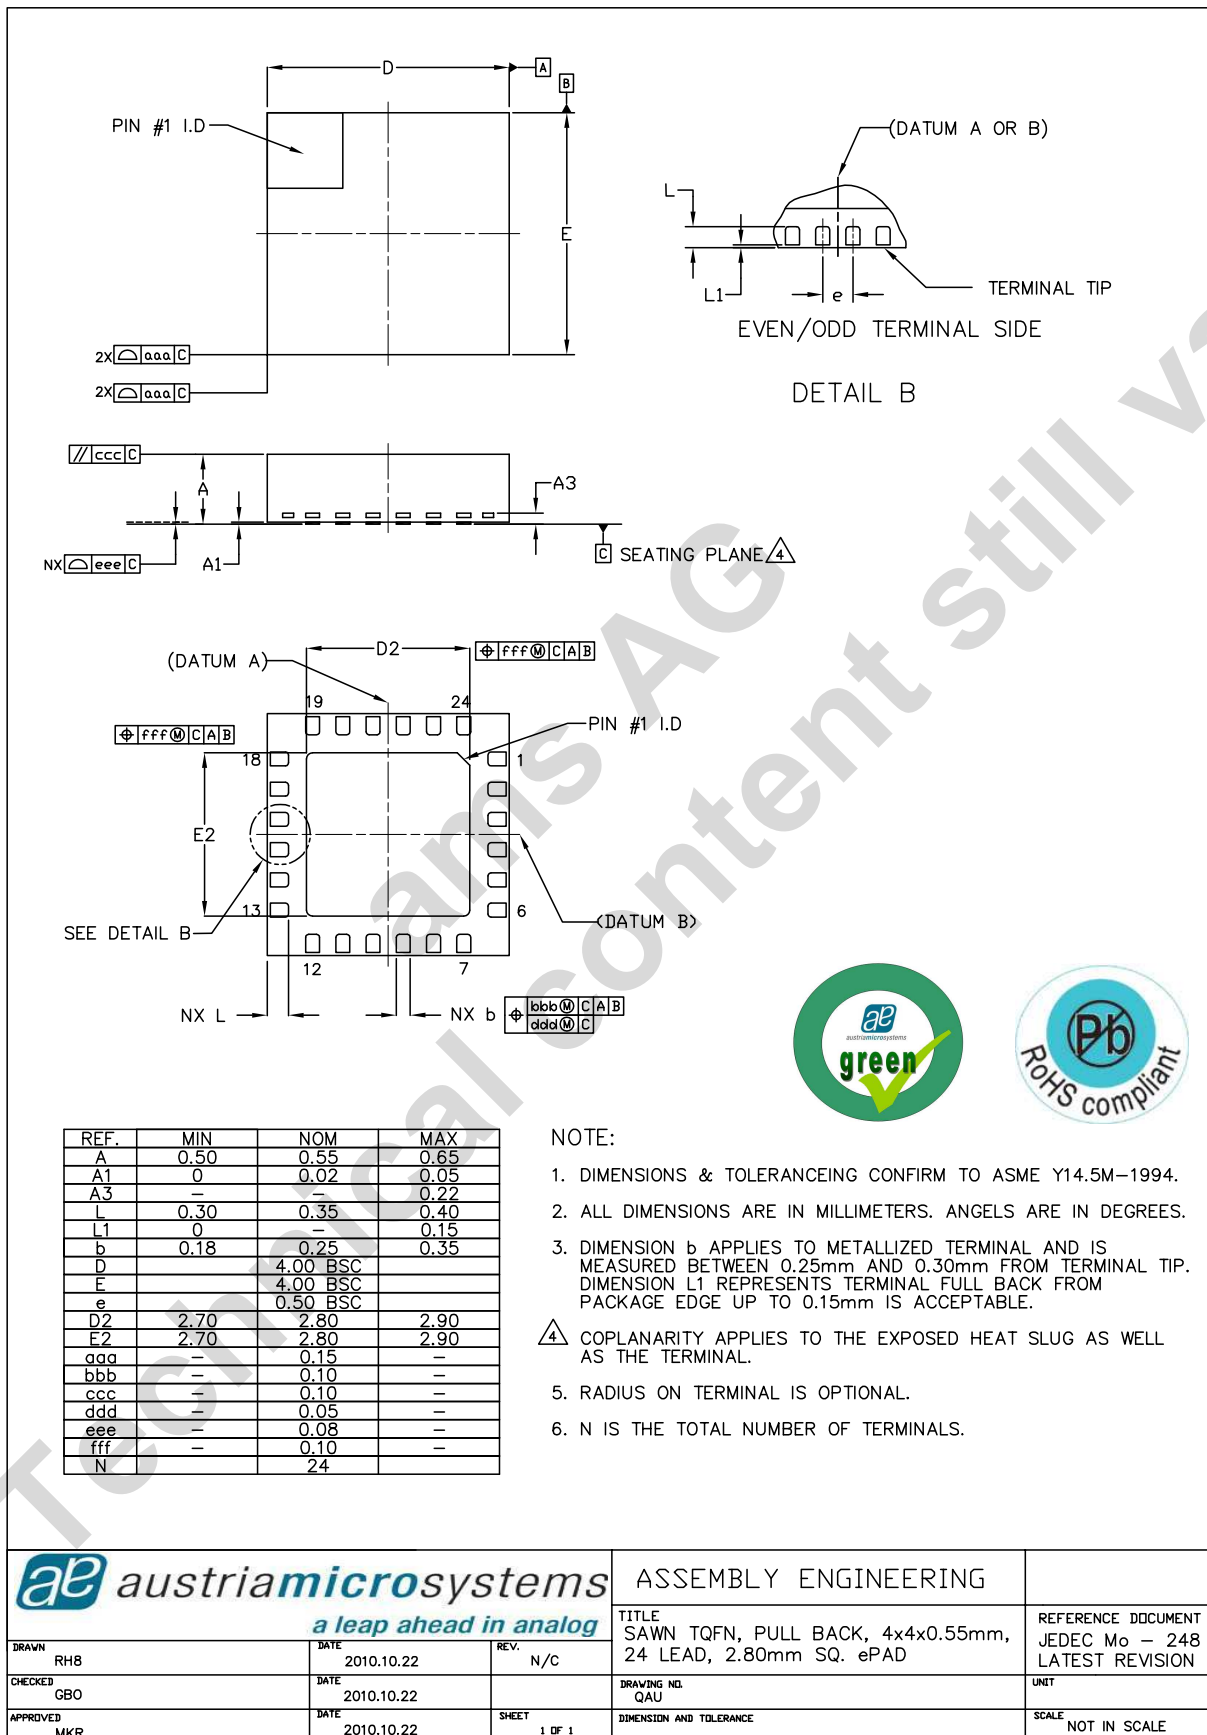 D
A
B
PIN #1 I.D
E
2X aaa C
2X aaa C
(DATUM A OR B)
L
L1
e
TERMINAL TIP
EVEN/ODD TERMINAL SIDE
DETAIL B
// ccc C
A
A3
NX eee C
A1
C SEATING PLANE 4
(DATUM A)
D2
fff Ⓜ C A B
19
24
PIN #1 I.D
fff Ⓜ C A B
18
1
E2
13
6
SEE DETAIL B
(DATUM B)
12
7
NX L
NX b
bbb Ⓜ C A B
ddd Ⓜ C
austriamicrosystems
green
Pb
RoHS compliant
REF. MIN NOM MAX
A 0.50 0.55 0.65
A1 0 0.02 0.05
A3 – – 0.22
L 0.30 0.35 0.40
L1 0 – 0.15
b 0.18 0.25 0.35
D 4.00 BSC
E 4.00 BSC
e 0.50 BSC
D2 2.70 2.80 2.90
E2 2.70 2.80 2.90
aaa – 0.15 –
bbb – 0.10 –
ccc – 0.10 –
ddd – 0.05 –
eee – 0.08 –
fff – 0.10 –
N 24
NOTE:
1. DIMENSIONS & TOLERANCEING CONFIRM TO ASME Y14.5M–1994.
2. ALL DIMENSIONS ARE IN MILLIMETERS. ANGELS ARE IN DEGREES.
3. DIMENSION b APPLIES TO METALLIZED TERMINAL AND IS
MEASURED BETWEEN 0.25mm AND 0.30mm FROM TERMINAL TIP.
DIMENSION L1 REPRESENTS TERMINAL FULL BACK FROM
PACKAGE EDGE UP TO 0.15mm IS ACCEPTABLE.
4 COPLANARITY APPLIES TO THE EXPOSED HEAT SLUG AS WELL
AS THE TERMINAL.
5. RADIUS ON TERMINAL IS OPTIONAL.
6. N IS THE TOTAL NUMBER OF TERMINALS.
ams AG
Technical content still va
ae austriamicrosystems
a leap ahead in analog
ASSEMBLY ENGINEERING
TITLE
SAWN TQFN, PULL BACK, 4x4x0.55mm,
24 LEAD, 2.80mm SQ. ePAD
REFERENCE DOCUMENT
JEDEC Mo – 248
LATEST REVISION
DRAWN RH8
DATE 2010.10.22
REV. N/C
CHECKED GBO
DATE 2010.10.22
DRAWING NO. QAU
UNIT
APPROVED MKR
DATE 2010.10.22
SHEET 1 OF 1
DIMENSION AND TOLERANCE
SCALE NOT IN SCALE